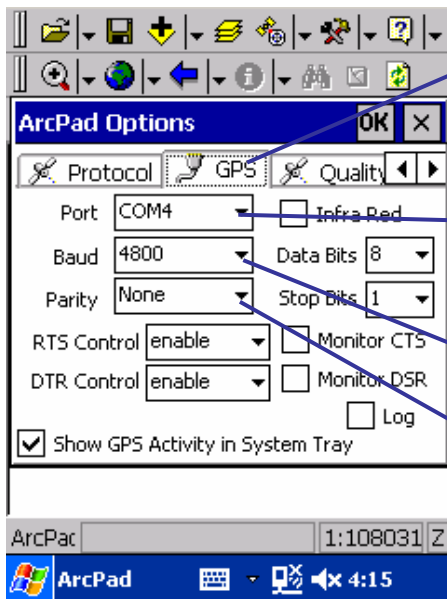 ArcPad Options OK
Protocol GPS Quality
Port COM4 Infra Red
Baud 4800 Data Bits 8
Parity None Stop Bits 1
RTS Control enable Monitor CTS
DTR Control enable Monitor DSR
Log
Show GPS Activity in System Tray
ArcPac 1:108031 Z
ArcPad 4:15